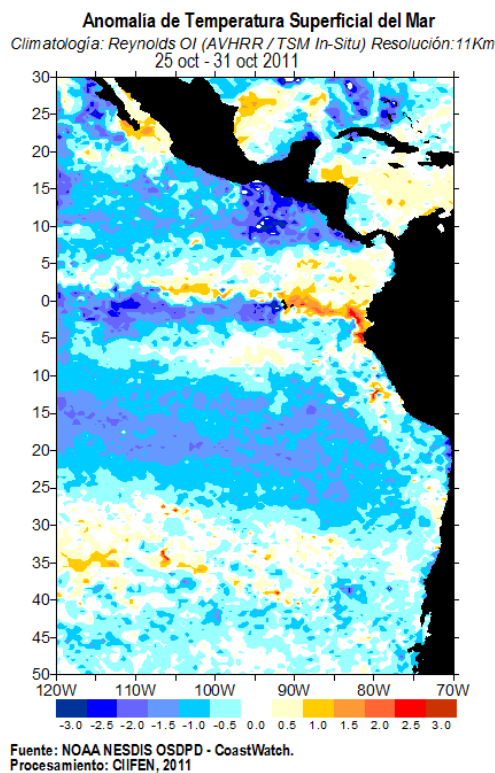 Anomalia de Temperatura Superficial del Mar
Climatología: Reynolds OI (AVHRR / TSM In-Situ) Resolución:11Km
25 oct - 31 oct 2011
30
25
20
15
10
5
0
5
10
15
20
25
30
35
40
45
50
120W 110W 100W 90W 80W 70W
-3.0 -2.5 -2.0 -1.5 -1.0 -0.5 0.0 0.5 1.0 1.5 2.0 2.5 3.0
Fuente: NOAA NESDIS OSDPD - CoastWatch.
Procesamiento: CIIFEN, 2011